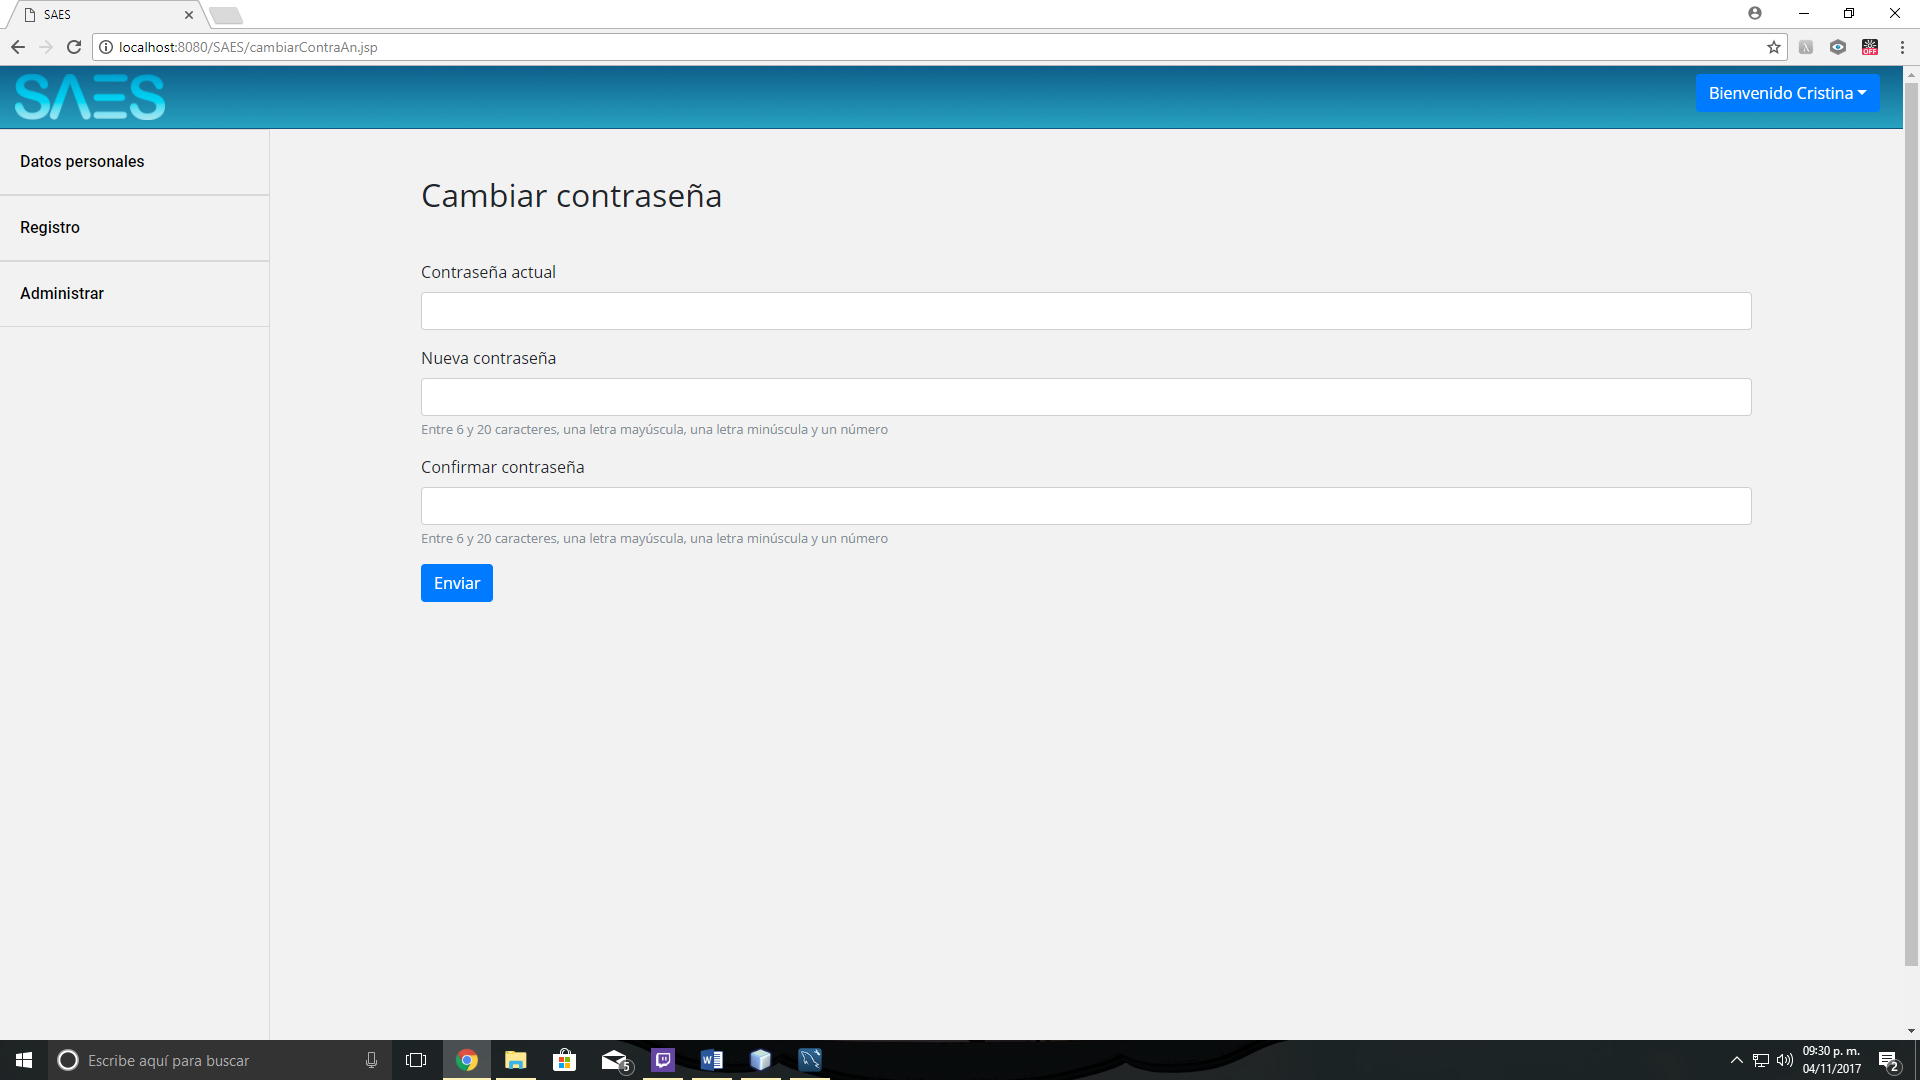 SAES
localhost:8080/SAES/cambiarContraAn.jsp
OFF
SAES
Bienvenido Cristina
Datos personales
Registro
Administrar
Cambiar contraseña
Contraseña actual
Nueva contraseña
Entre 6 y 20 caracteres, una letra mayúscula, una letra minúscula y un número
Confirmar contraseña
Entre 6 y 20 caracteres, una letra mayúscula, una letra minúscula y un número
Enviar
Escribe aquí para buscar
5
W
09:30 p. m.
04/11/2017
2